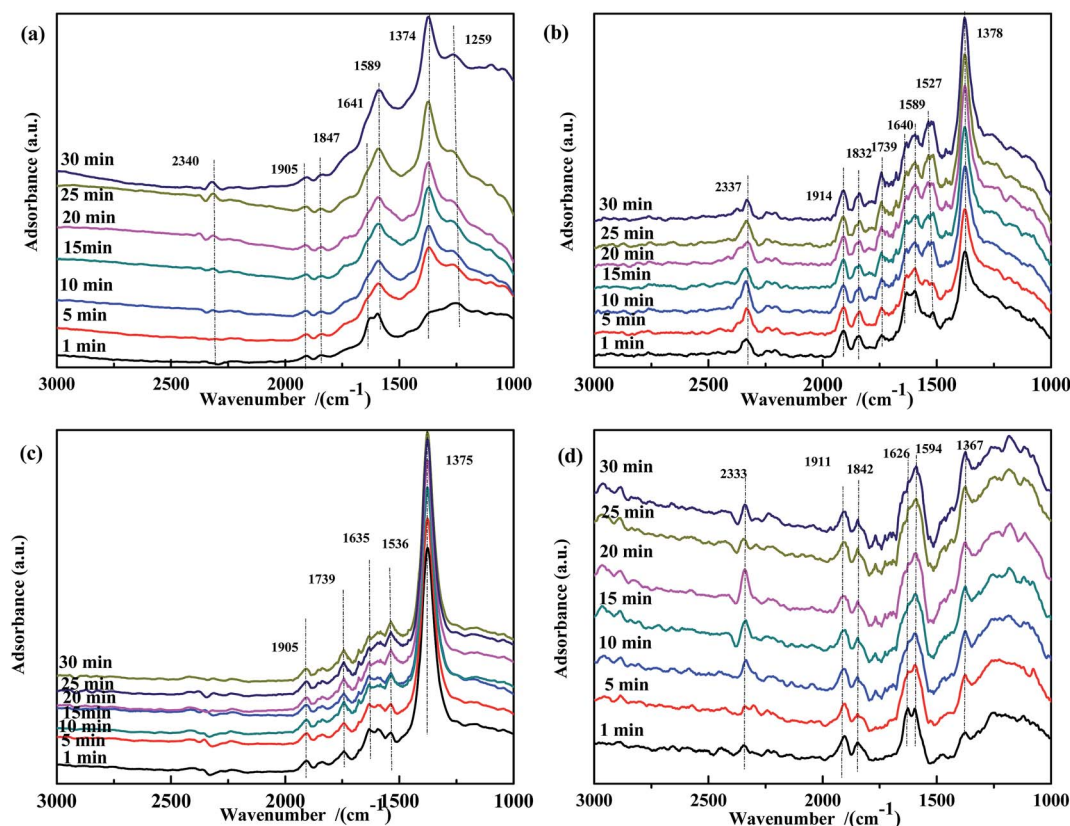 (a)
1374
1259
1589
1641
1847
2340
1905
30 min
25 min
20 min
15min
10 min
5 min
1 min
3000
2500
2000
1500
1000
Wavenumber /(cm-1)
Adsorbance (a.u.)
(b)
1378
1527
1589
1640
1739
1832
1914
2337
30 min
25 min
20 min
15min
10 min
5 min
1 min
3000
2500
2000
1500
1000
Wavenumber /(cm-1)
Adsorbance (a.u.)
(c)
1375
1635
1536
1739
1905
30 min
25 min
20 min
15min
10 min
5 min
1 min
3000
2500
2000
1500
1000
Wavenumber /(cm-1)
Adsorbance (a.u.)
(d)
1626
1594
1367
1911
1842
2333
30 min
25 min
20 min
15 min
10 min
5 min
1 min
3000
2500
2000
1500
1000
Wavenumber /(cm-1)
Adsorbance (a.u.)